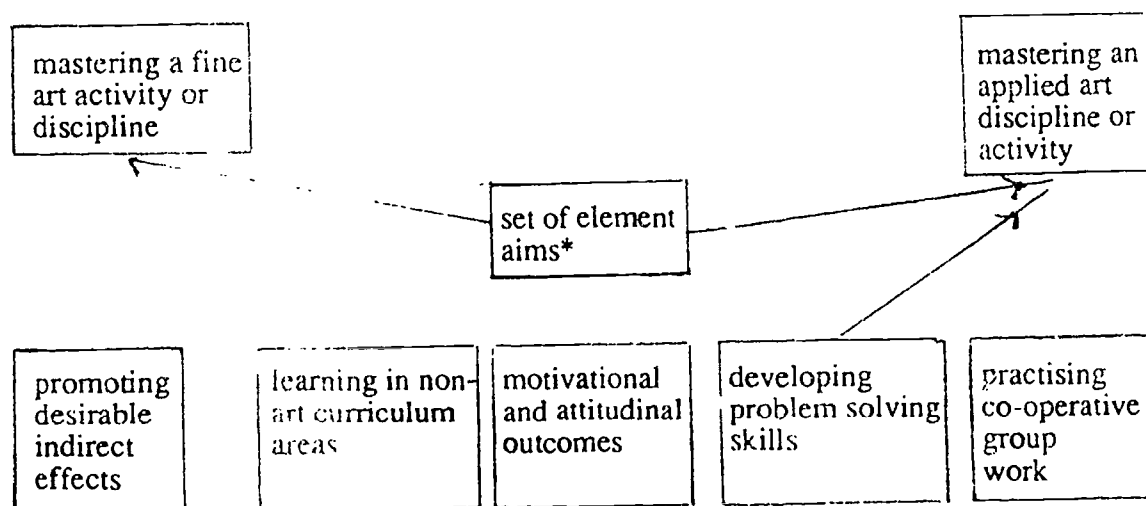 mastering a fine
art activity or
discipline
mastering an
applied art
discipline or
activity
set of element
aims*
promoting
desirable
indirect
effects
learning in non-
art curriculum
areas
motivational
and attitudinal
outcomes
developing
problem solving
skills
practising
co-operative
group
work